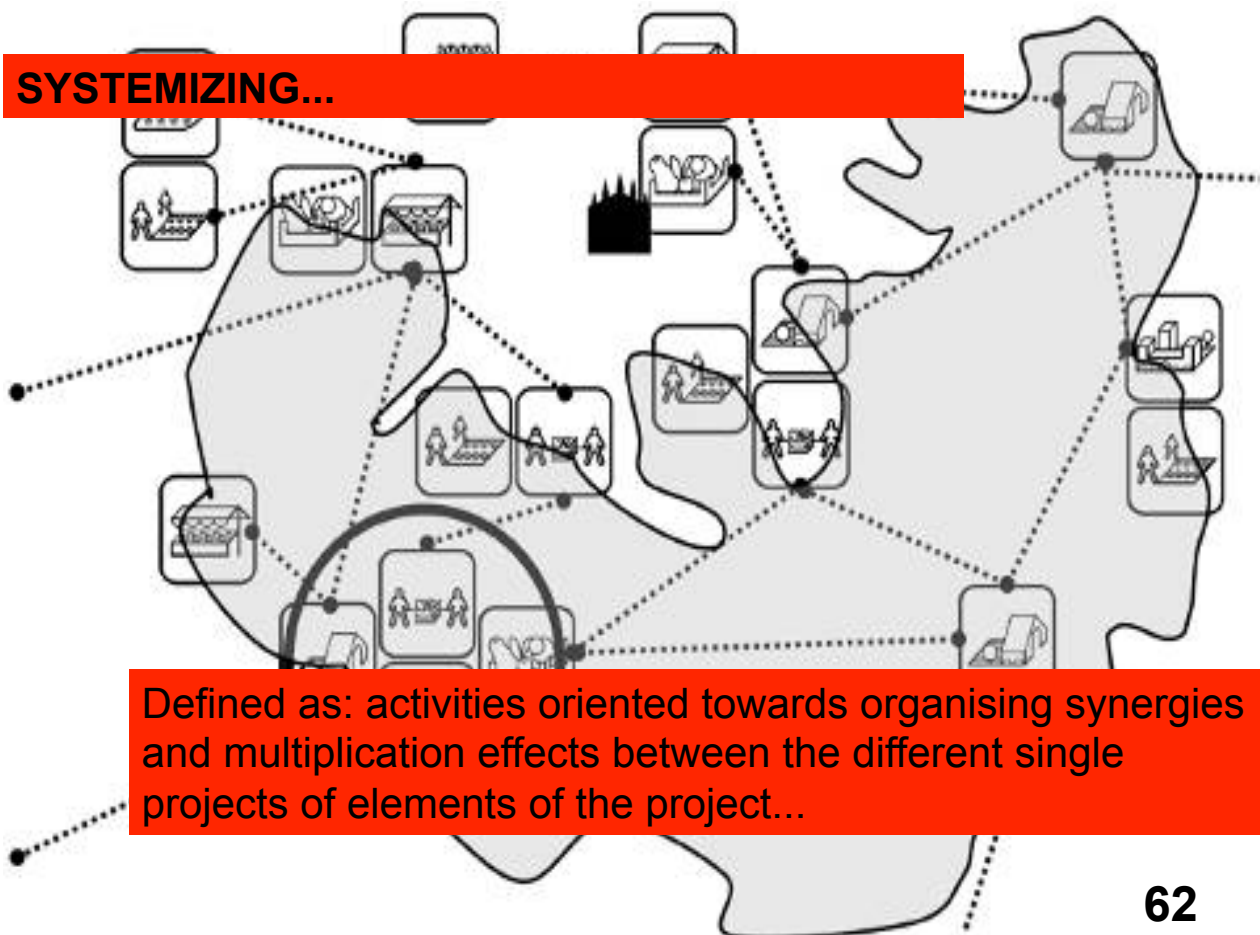 SYSTEMIZING...
Defined as: activities oriented towards organising synergies
and multiplication effects between the different single
projects of elements of the project...
62